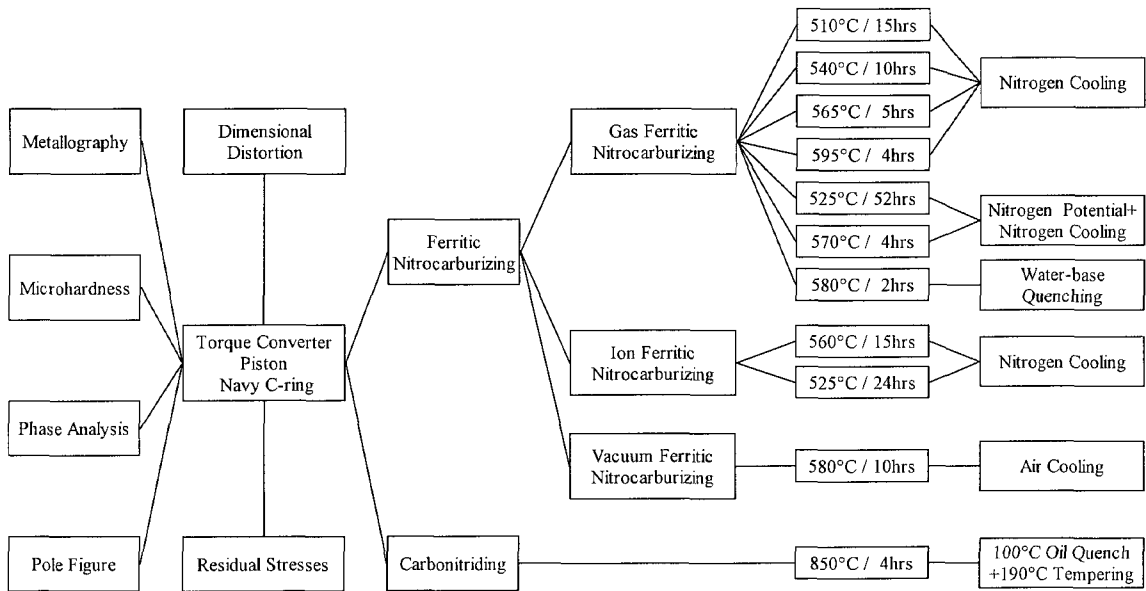 Metallography
Microhardness
Phase Analysis
Pole Figure
Dimensional
Distortion
Torque Converter
Piston
Navy C-ring
Residual Stresses
Ferritic
Nitrocarburizing
Carbonitriding
Gas Ferritic
Nitrocarburizing
Ion Ferritic
Nitrocarburizing
Vacuum Ferritic
Nitrocarburizing
510°C / 15hrs
540°C / 10hrs
565°C / 5hrs
595°C / 4hrs
525°C / 52hrs
570°C / 4hrs
580°C / 2hrs
560°C / 15hrs
525°C / 24hrs
580°C / 10hrs
850°C / 4hrs
Nitrogen Cooling
Nitrogen Potential+
Nitrogen Cooling
Water-base
Quenching
Nitrogen Cooling
Air Cooling
100°C Oil Quench
+190°C Tempering